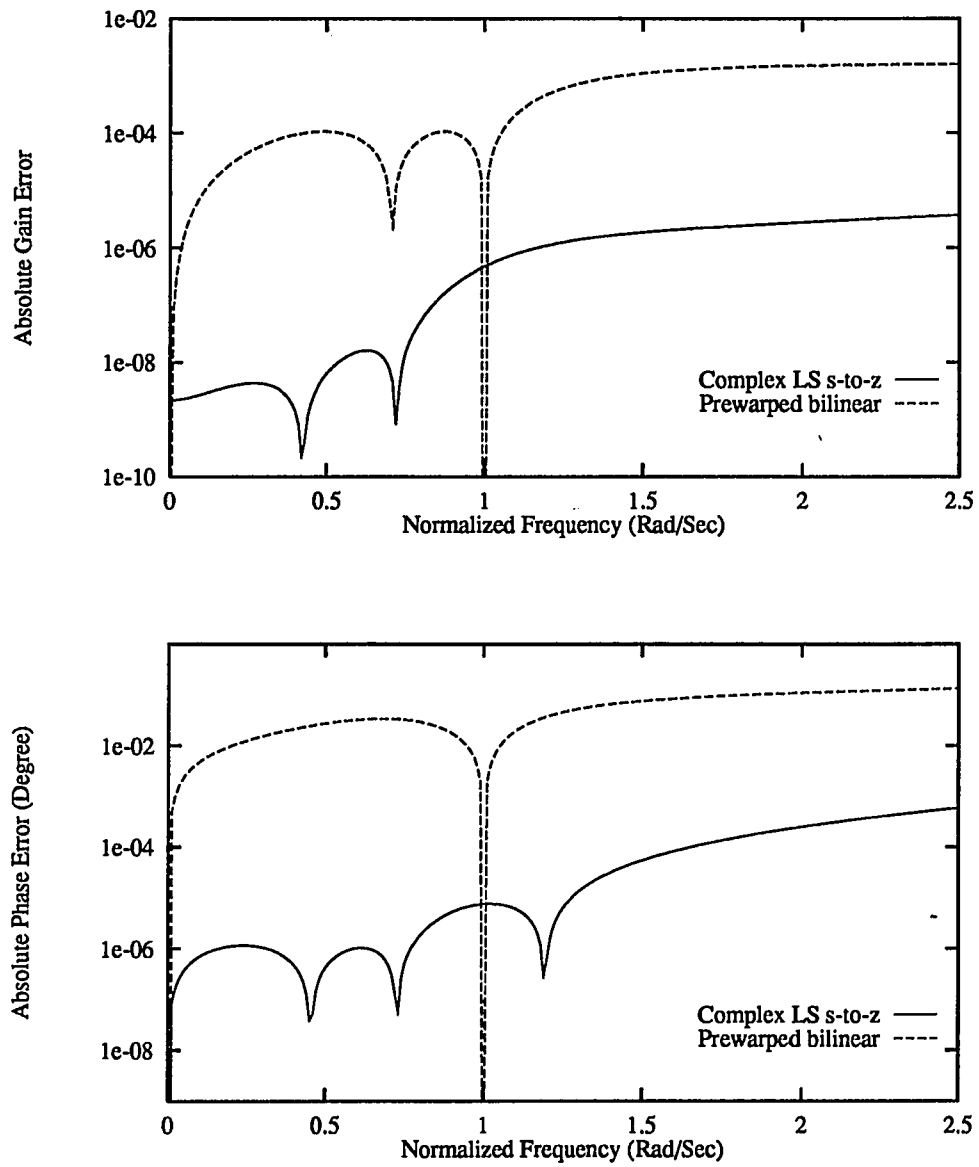 1e-02
1e-04
1e-06
1e-08
1e-10
Absolute Gain Error
Complex LS s-to-z
Prewarped bilinear
0 0.5 1 1.5 2 2.5
Normalized Frequency (Rad/Sec)
1e-02
1e-04
1e-06
1e-08
Absolute Phase Error (Degree)
Complex LS s-to-z
Prewarped bilinear
0 0.5 1 1.5 2 2.5
Normalized Frequency (Rad/Sec)